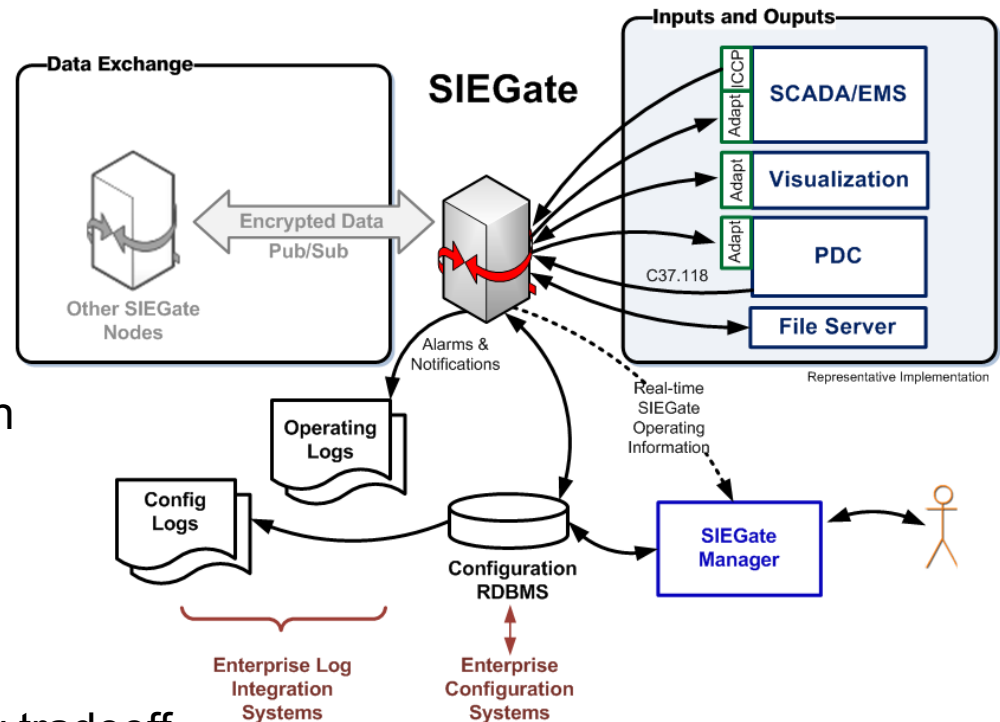 Inputs and Ouputs
Data Exchange
SIEGate
ICCP
Adapt
SCADA/EMS
Adapt
Visualization
Adapt
PDC
C37.118
File Server
Representative Implementation
Encrypted Data
Pub/Sub
Other SIEGate
Nodes
Alarms &
Notifications
Real-time
SIEGate
Operating
Information
Operating
Logs
Config
Logs
Configuration
RDBMS
SIEGate
Manager
Enterprise Log
Integration
Systems
Enterprise
Configuration
Systems
tradeoff